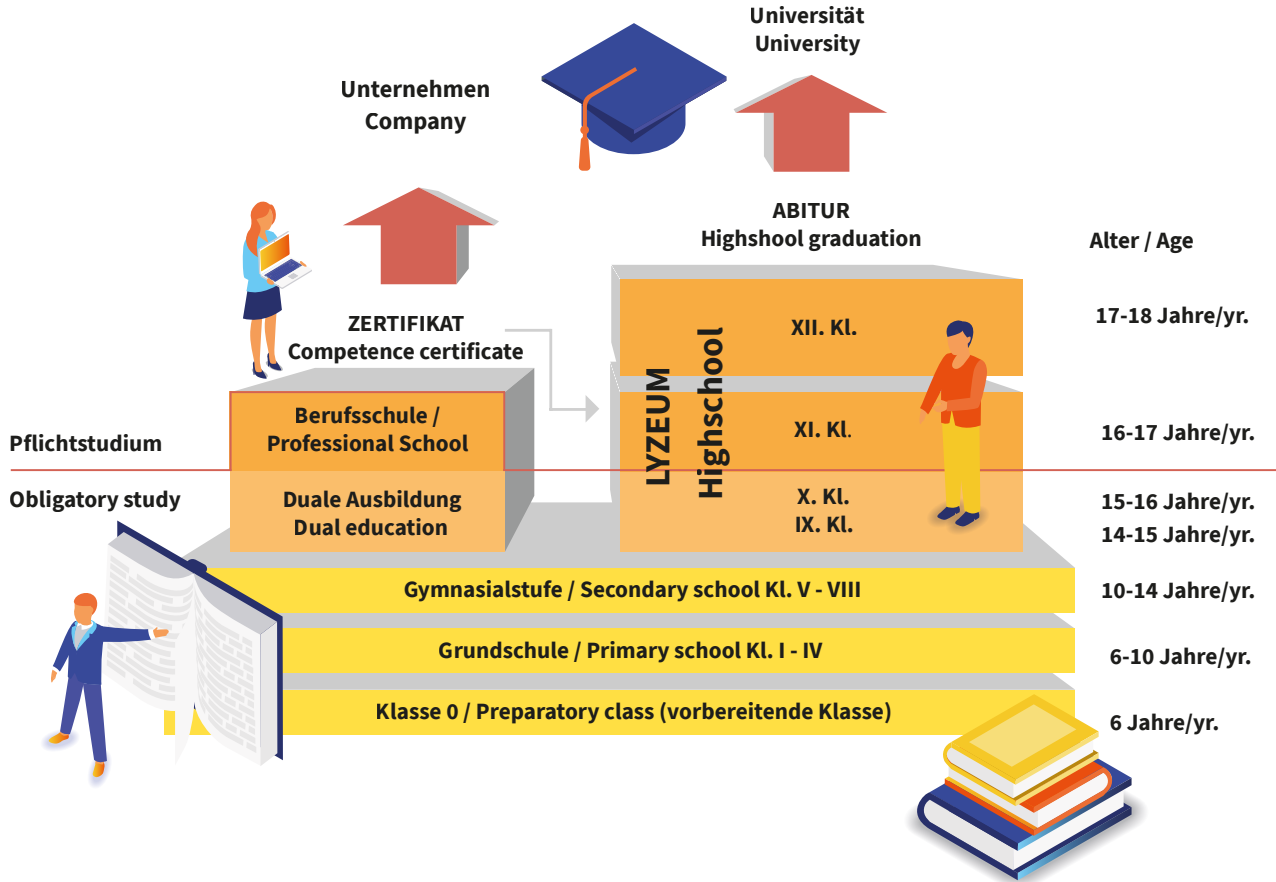 Universität
University
Unternehmen
Company
ABITUR
Highshool graduation
Alter / Age
ZERTIFIKAT
Competence certificate
LYZEUM
Highschool
XII. Kl.
17-18 Jahre/yr.
Berufsschule /
Professional School
XI. Kl.
16-17 Jahre/yr.
Pflichtstudium
Obligatory study
Duale Ausbildung
Dual education
X. Kl.
IX. Kl.
15-16 Jahre/yr.
14-15 Jahre/yr.
Gymnasialstufe / Secondary school Kl. V - VIII
10-14 Jahre/yr.
Grundschule / Primary school Kl. I - IV
6-10 Jahre/yr.
Klasse 0 / Preparatory class (vorbereitende Klasse)
6 Jahre/yr.